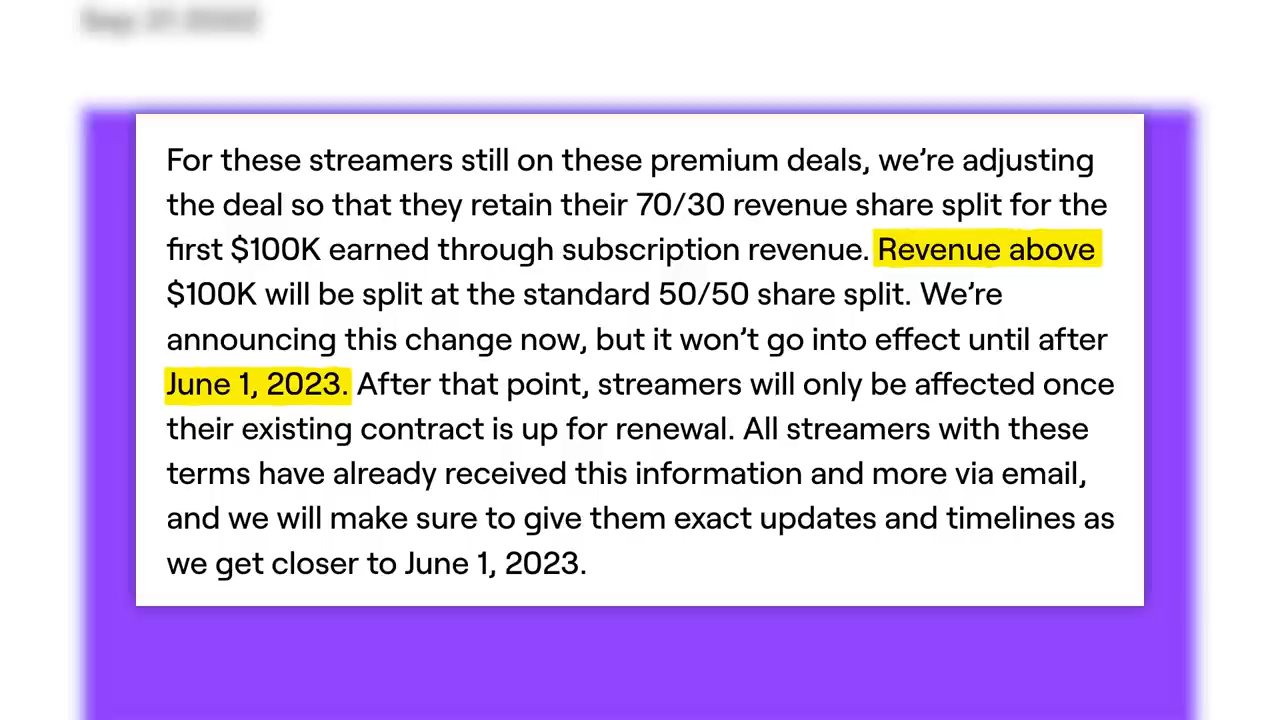 For these streamers still on these premium deals, we’re adjusting
the deal so that they retain their 70/30 revenue share split for the
first $100K earned through subscription revenue. Revenue above
$100K will be split at the standard 50/50 share split. We’re
announcing this change now, but it won’t go into effect until after
June 1, 2023. After that point, streamers will only be affected once
their existing contract is up for renewal. All streamers with these
terms have already received this information and more via email,
and we will make sure to give them exact updates and timelines as
we get closer to June 1, 2023.